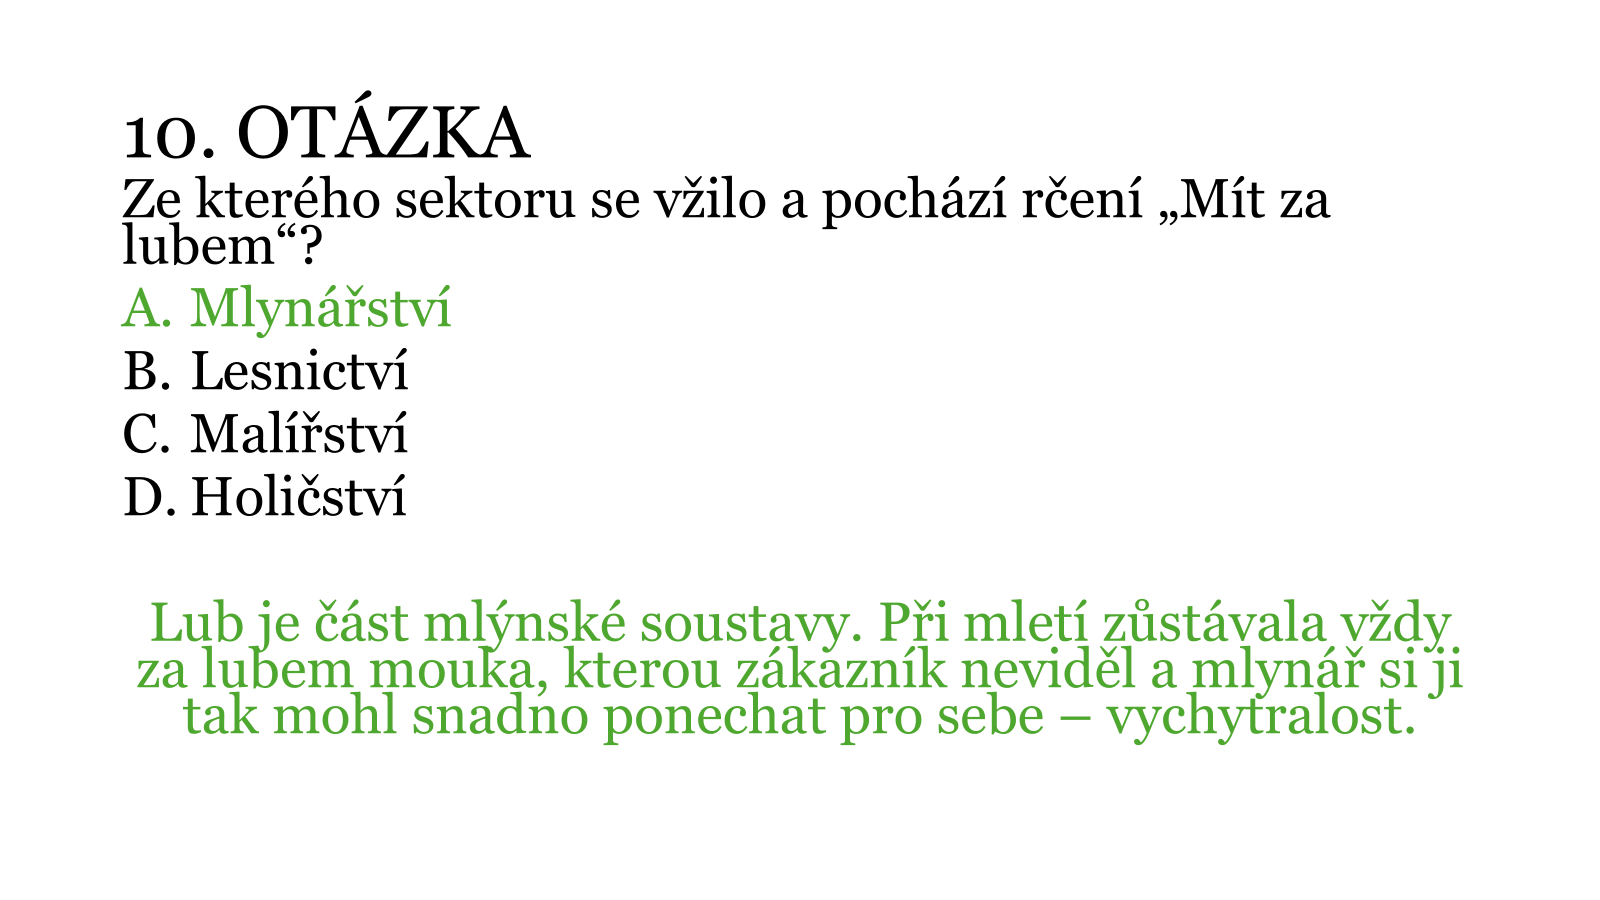 10. OTÁZKA
Ze kterého sektoru se vžilo a pochází rčení „Mít za
lubem“?
A. Mlynářství
B. Lesnictví
C. Malířství
D. Holičství
Lub je část mlýnské soustavy. Při mletí zůstávala vždy
za lubem mouka, kterou zákazník neviděl a mlynář si ji
tak mohl snadno ponechat pro sebe – vychytralost.